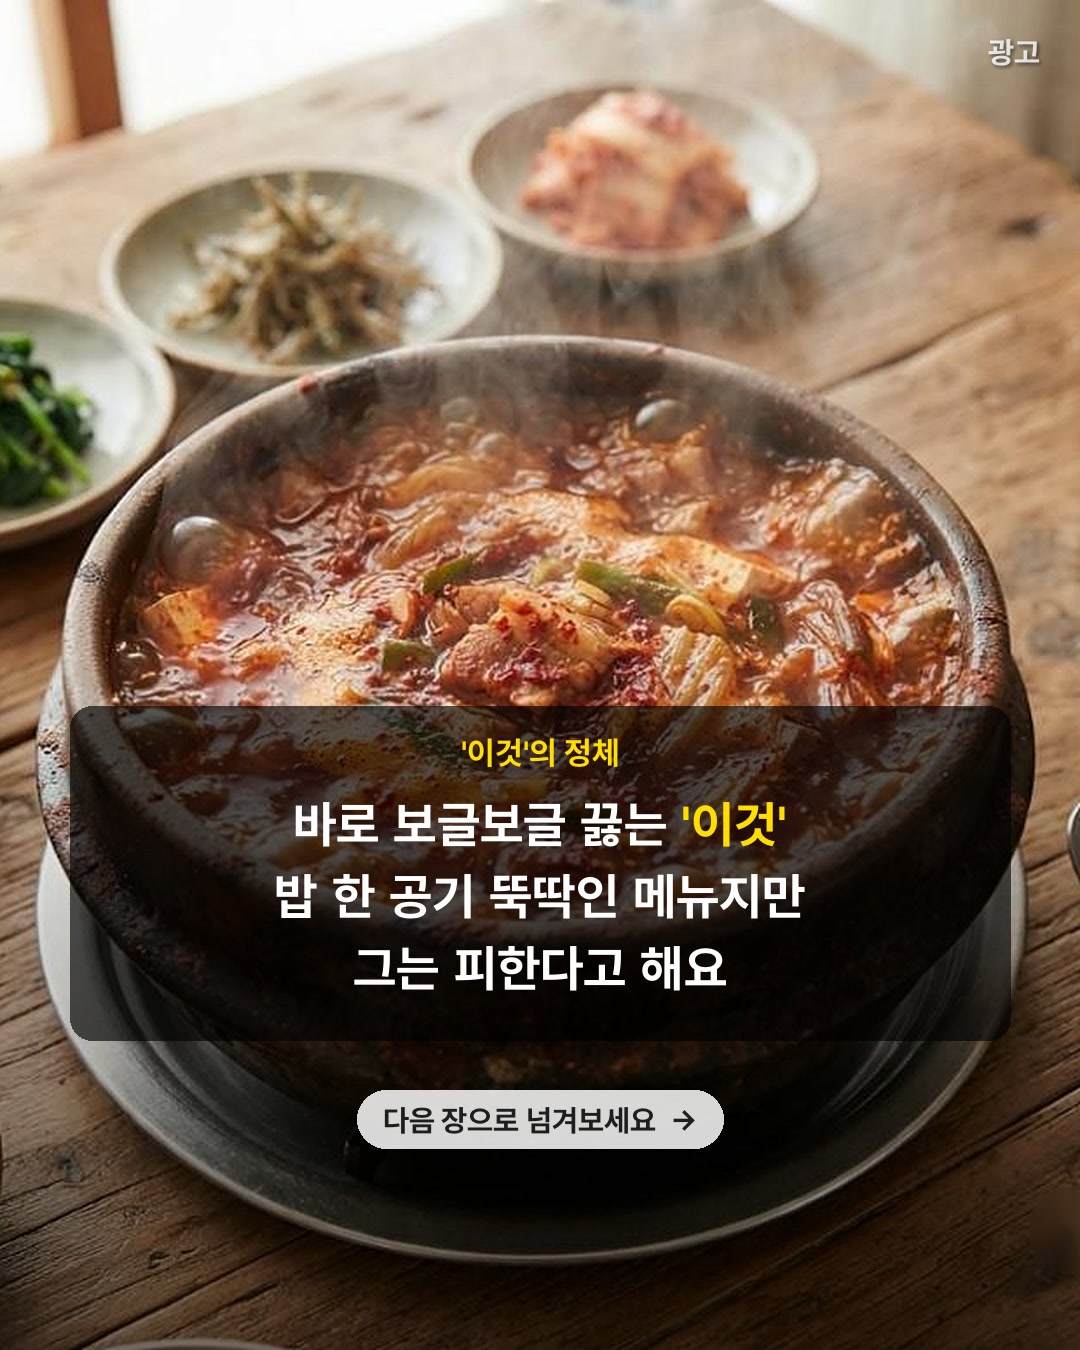 광고
'이것'의 정체
바로 보글보글 끓는 '이것'
밥 한 공기 뚝딱인 메뉴지만
그는 피한다고 해요
다음 장으로 넘겨보세요 →